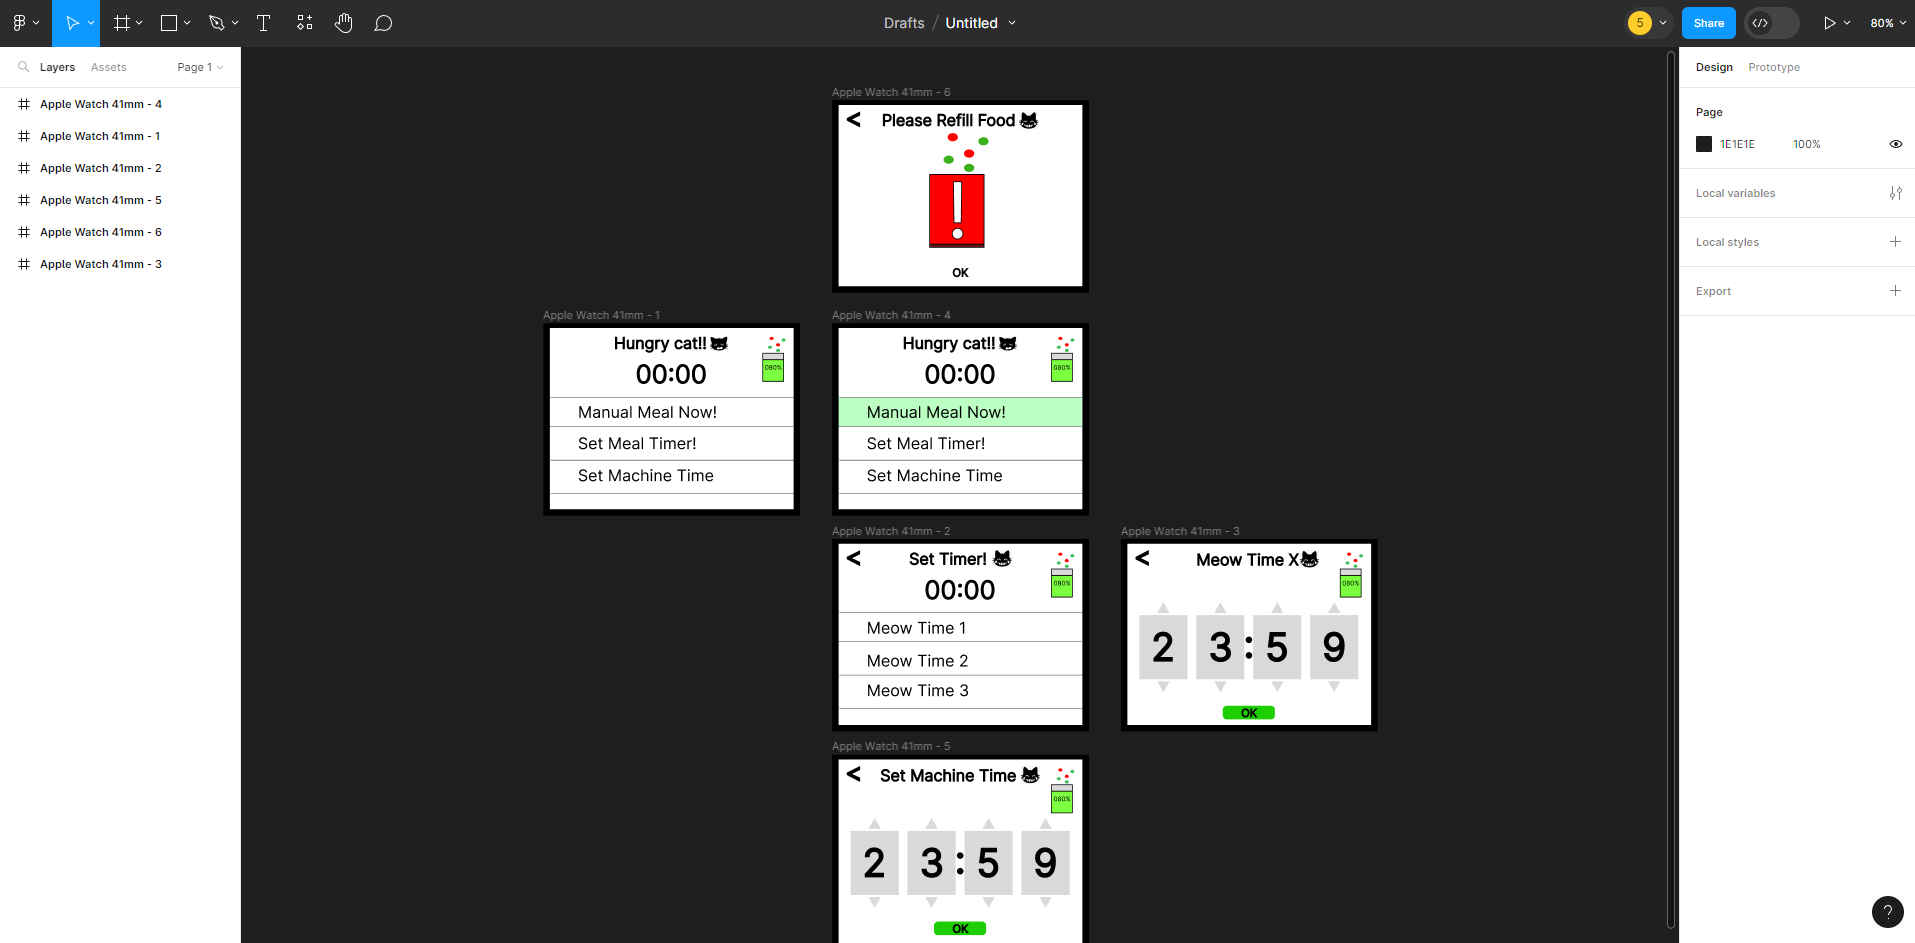 Drafts / Untitled
5
Share
80%
Layers
Assets
Page 1
Apple Watch 41mm - 4
Apple Watch 41mm - 1
Apple Watch 41mm - 2
Apple Watch 41mm - 5
Apple Watch 41mm - 6
Apple Watch 41mm - 3
Apple Watch 41mm - 6
<
Please Refill Food
!
OK
Apple Watch 41mm - 1
Hungry cat!!
00:00
080%
Manual Meal Now!
Set Meal Timer!
Set Machine Time
Apple Watch 41mm - 4
Hungry cat!!
00:00
080%
Manual Meal Now!
Set Meal Timer!
Set Machine Time
Apple Watch 41mm - 2
<
Set Timer!
00:00
080%
Meow Time 1
Meow Time 2
Meow Time 3
Apple Watch 41mm - 3
<
Meow Time X
080%
2 3 : 5 9
OK
Apple Watch 41mm - 5
<
Set Machine Time
080%
2 3 : 5 9
OK
Design
Prototype
Page
1E1E1E
100%
Local variables
Local styles
Export
?